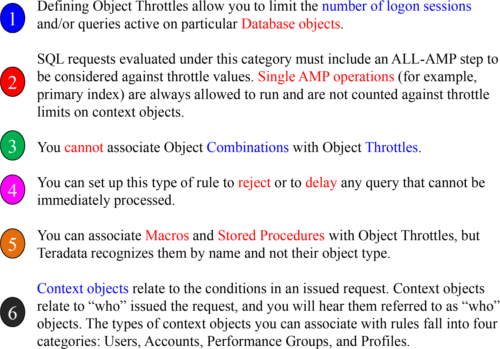 1 Defining Object Throttles allow you to limit the number of logon sessions
and/or queries active on particular Database objects.
SQL requests evaluated under this category must include an ALL-AMP step to
2 be considered against throttle values. Single AMP operations (for example,
primary index) are always allowed to run and are not counted against throttle
limits on context objects.
3 You cannot associate Object Combinations with Object Throttles.
4 You can set up this type of rule to reject or to delay any query that cannot be
immediately processed.
5 You can associate Macros and Stored Procedures with Object Throttles, but
Teradata recognizes them by name and not their object type.
Context objects relate to the conditions in an issued request. Context objects
6 relate to “who” issued the request, and you will hear them referred to as “who”
objects. The types of context objects you can associate with rules fall into four
categories: Users, Accounts, Performance Groups, and Profiles.